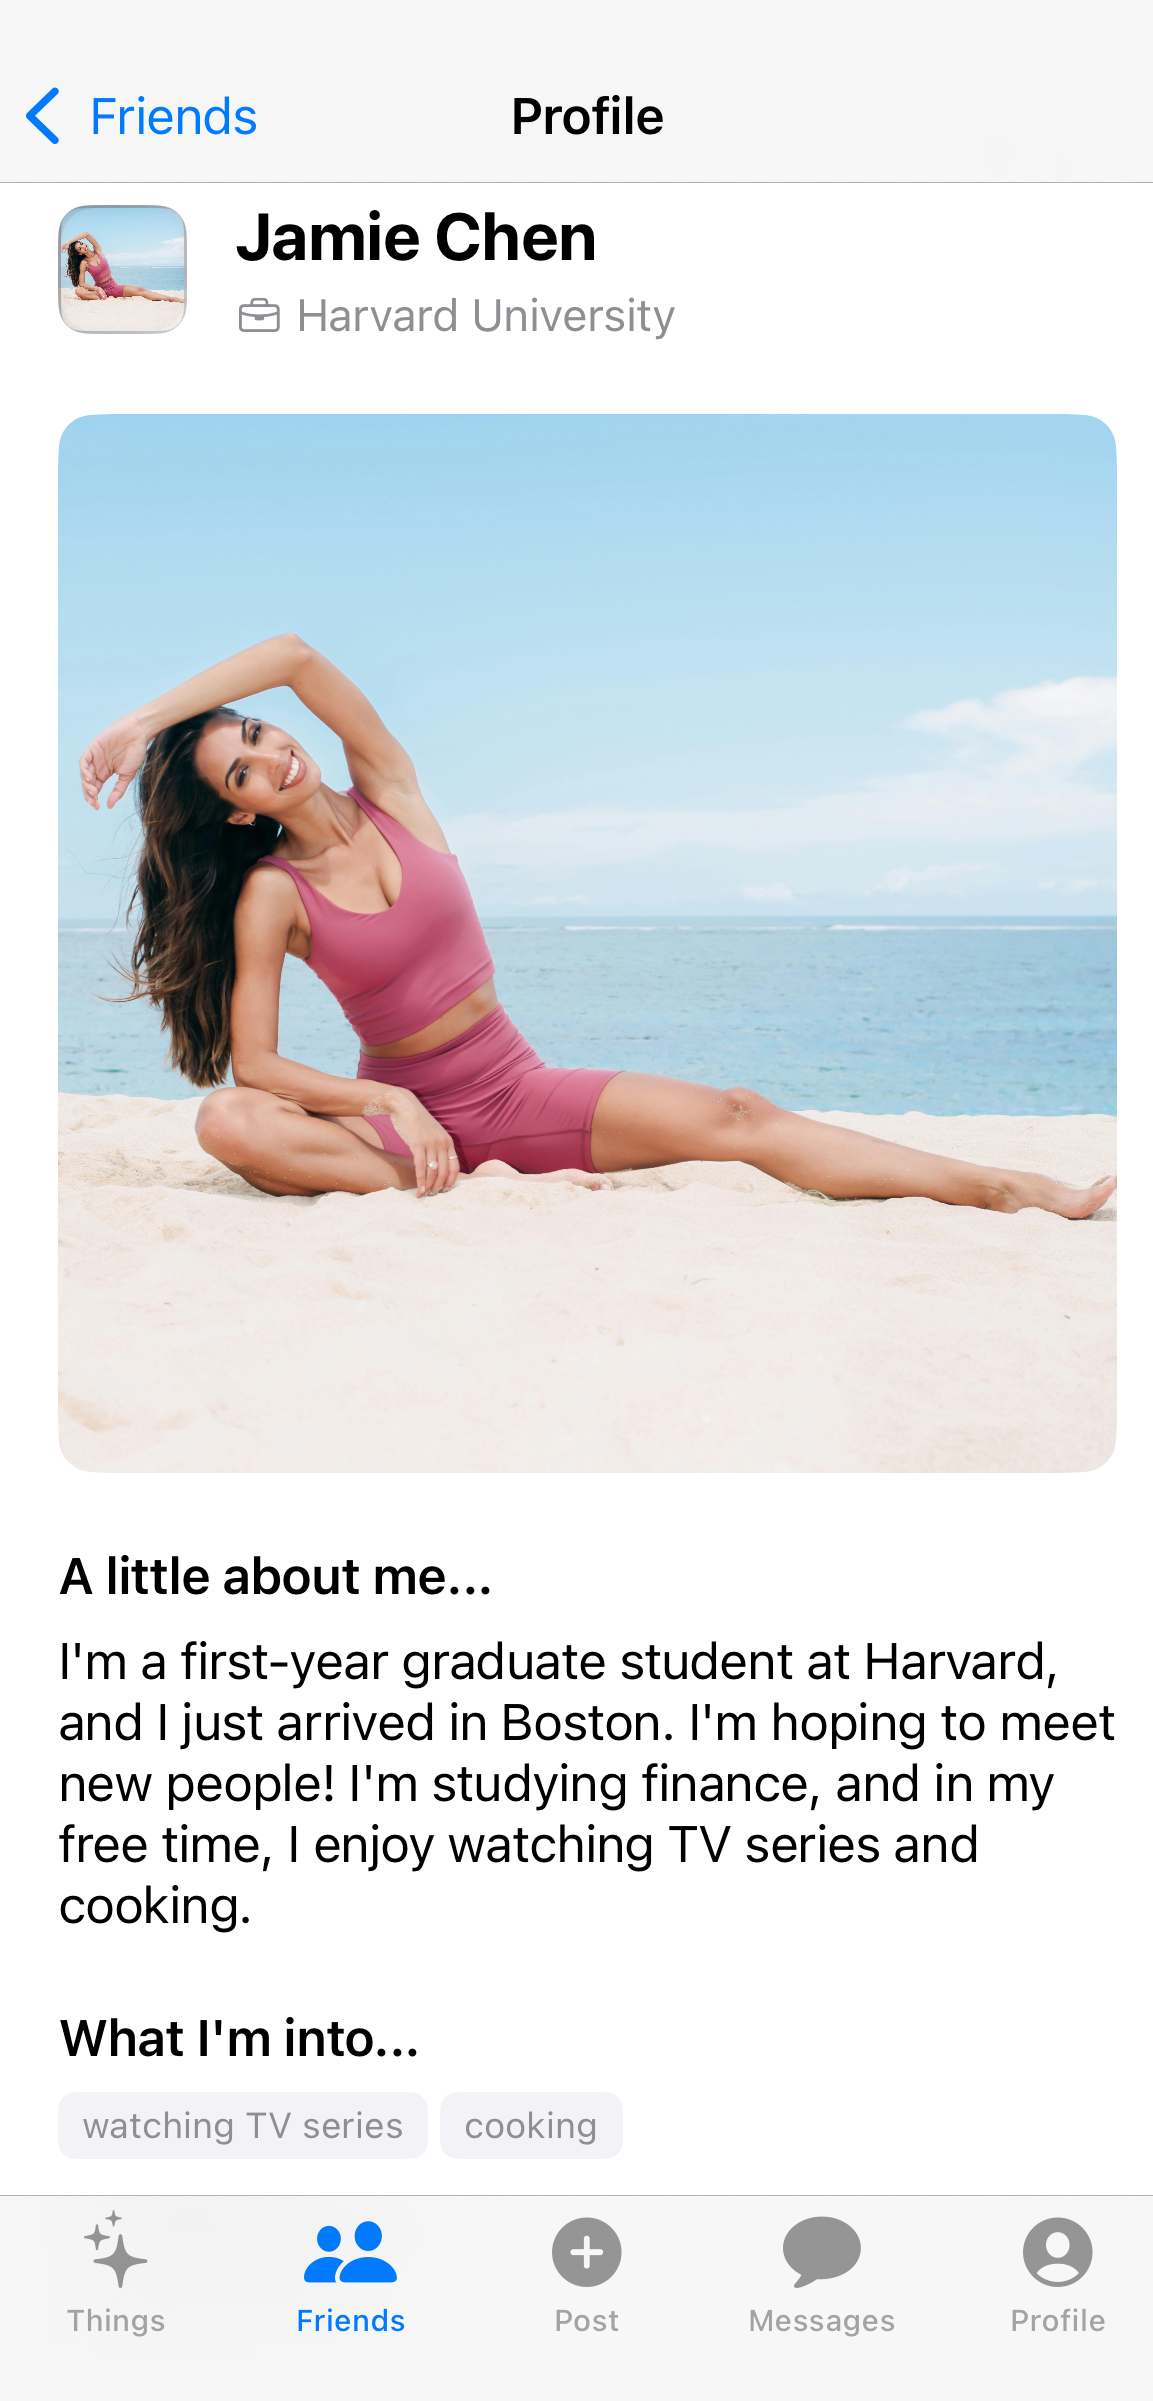 Friends
Profile
Jamie Chen
Harvard University
A little about me...
I'm a first-year graduate student at Harvard,
and I just arrived in Boston. I'm hoping to meet
new people! I'm studying finance, and in my
free time, I enjoy watching TV series and
cooking.
What I'm into...
watching TV series
cooking
Things
Friends
Post
Messages
Profile